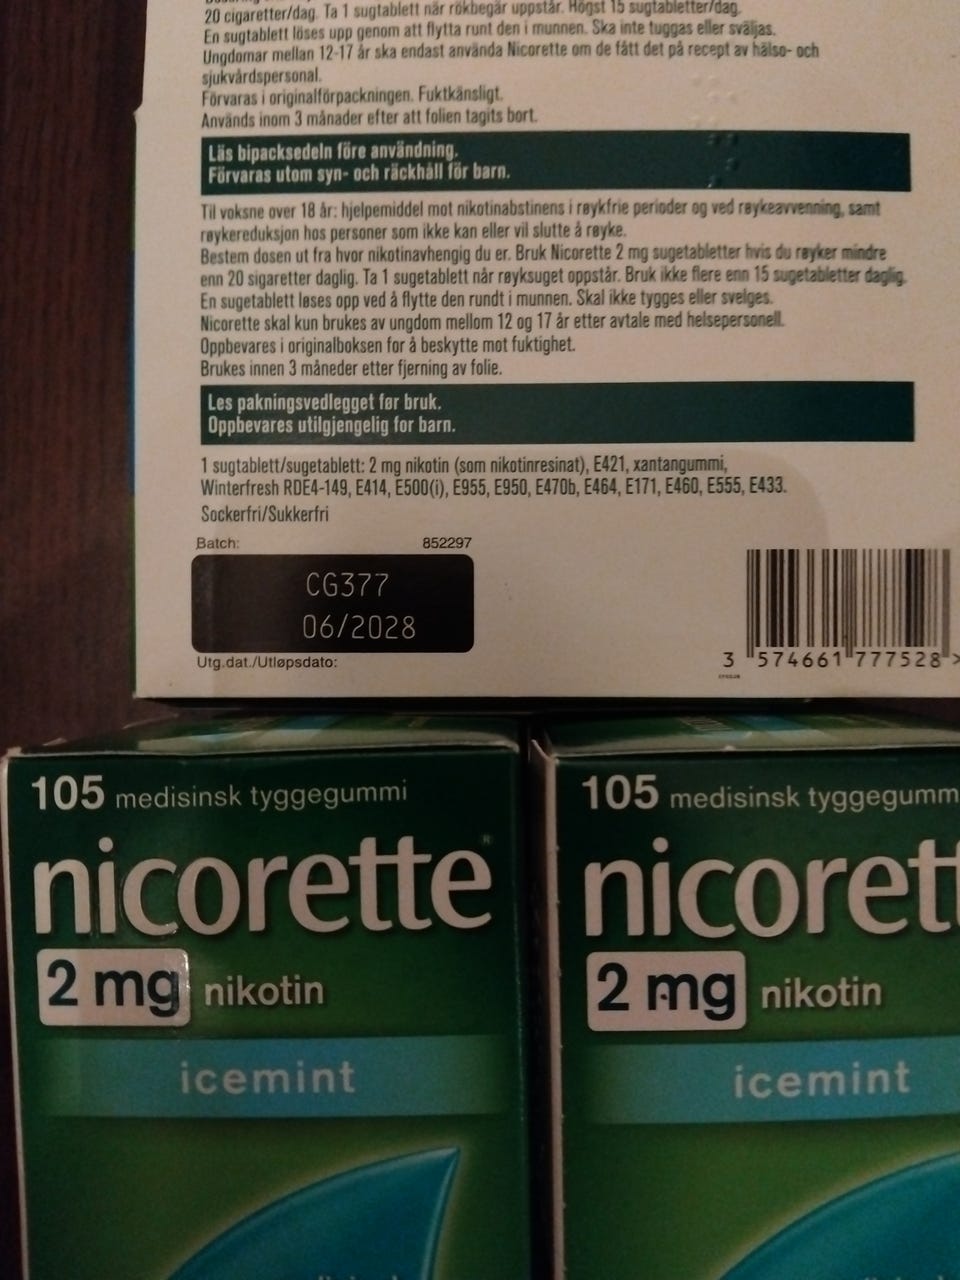 20 cigaretter/dag. Ta 1 sugtablett när rökbegär uppstår. Högst 15 sugtabletter/dag.
En sugtablett löses upp genom att flytta runt den i munnen. Ska inte tuggas eller sväljas.
Ungdomar mellan 12-17 år ska endast använda Nicorette om de fått det på recept av hälso- och
sjukvårdspersonal.
Förvaras i originalförpackningen. Fuktkänsligt.
Används inom 3 månader efter att folien tagits bort.
Läs bipacksedeln före användning.
Förvaras utom syn- och räckhåll för barn.
Til voksne over 18 år: hjelpemiddel mot nikotinabstinens i røykfrie perioder og ved røykeavvenning, samt
røykereduksjon hos personer som ikke kan eller vil slutte å røyke.
Bestem dosen ut fra hvor nikotinavhengig du er. Bruk Nicorette 2 mg sugetabletter hvis du røyker mindre
enn 20 sigaretter daglig. Ta 1 sugetablett når røyksuget oppstår. Bruk ikke flere enn 15 sugetabletter daglig.
En sugetablett løses opp ved å flytte den rundt i munnen. Skal ikke tygges eller svelges.
Nicorette skal kun brukes av ungdom mellom 12 og 17 år etter avtale med helsepersonell.
Oppbevares i originalboksen for å beskytte mot fuktighet.
Brukes innen 3 måneder etter fjerning av folie.
Les pakningsvedlegget før bruk.
Oppbevares utilgjengelig for barn.
1 sugtablett/sugetablett: 2 mg nikotin (som nikotinresinat), E421, xantangummi,
Winterfresh RDE4-149, E414, E500(i), E955, E950, E470b, E464, E171, E460, E555, E433.
Sockerfri/Sukkerfri
Batch: 852297
CG377
06/2028
Utg.dat./Utløpsdato:
3 574661 777528 >
105 medisinsk tyggegummi
nicorette®
2 mg nikotin
icemint
105 medisinsk tyggegumm
nicorett
2 mg nikotin
icemint